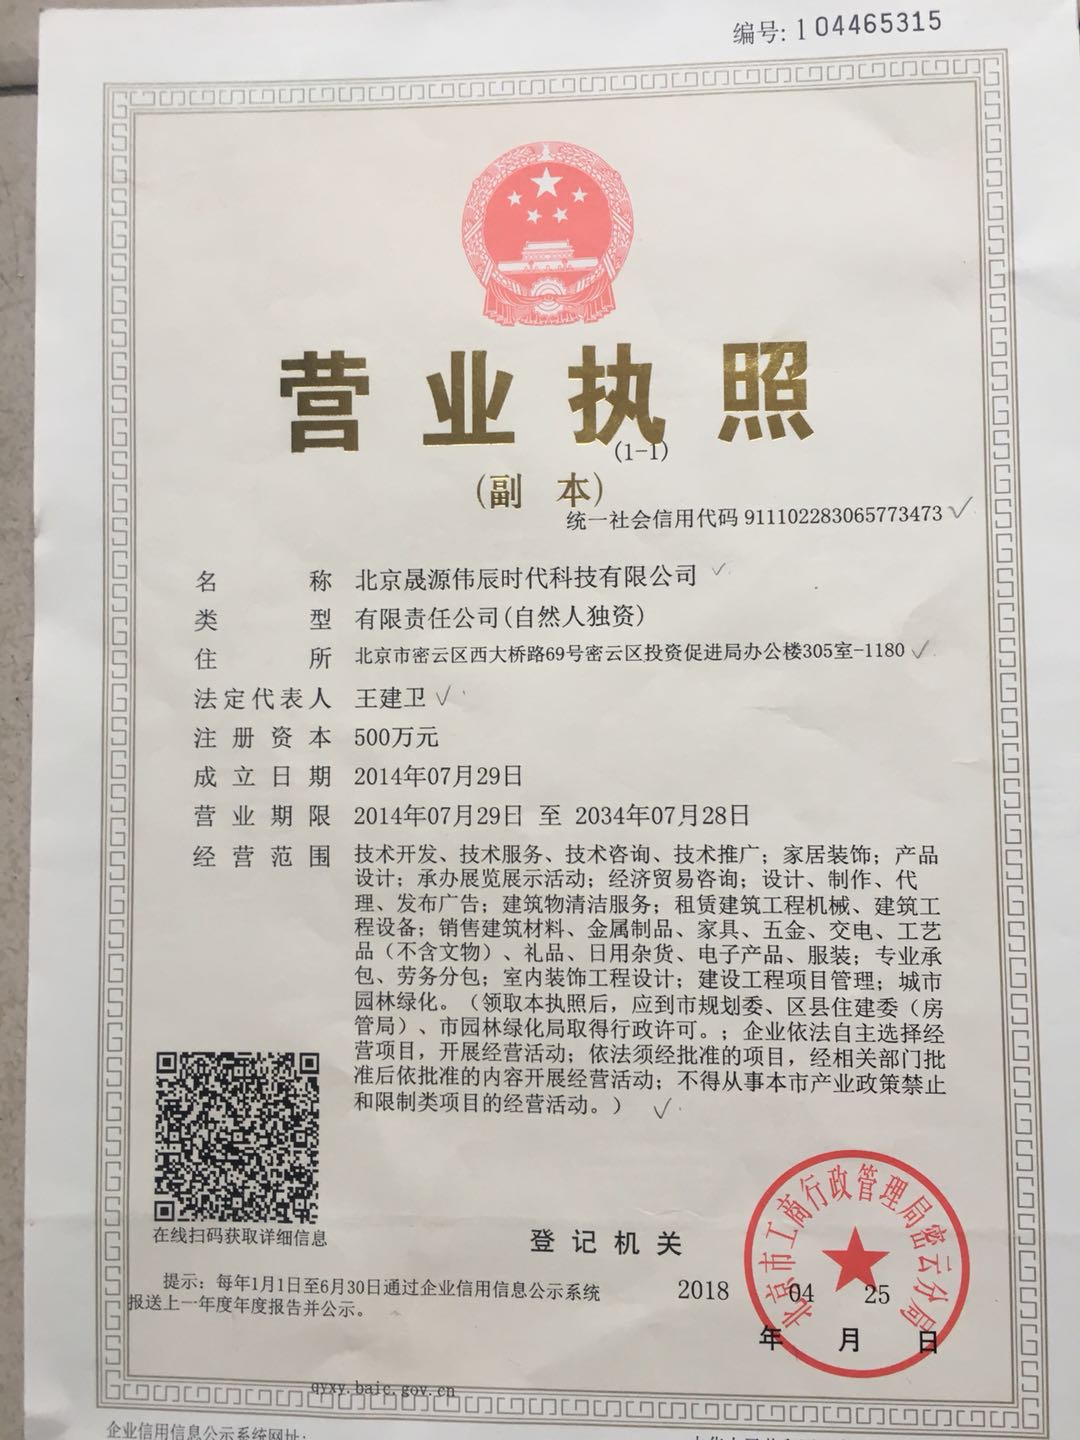 编号: 104465315
营业执照
(1-1)
(副 本)
统一社会信用代码 911102283065773473
名 称 北京晟源伟辰时代科技有限公司
类 型 有限责任公司(自然人独资)
住 所 北京市密云区西大桥路69号密云区投资促进局办公楼305室-1180
法定代表人 王建卫
注册资本 500万元
成立日期 2014年07月29日
营业期限 2014年07月29日 至 2034年07月28日
经营范围 技术开发、技术服务、技术咨询、技术推广；家居装饰；产品
设计；承办展览展示活动；经济贸易咨询；设计、制作、代
理、发布广告；建筑物清洁服务；租赁建筑工程机械、建筑工
程设备；销售建筑材料、金属制品、家具、五金、交电、工艺
品（不含文物）、礼品、日用杂货、电子产品、服装；专业承
包、劳务分包；室内装饰工程设计；建设工程项目管理；城市
园林绿化。（领取本执照后，应到市规划委、区县住建委（房
管局）、市园林绿化局取得行政许可。；企业依法自主选择经
营项目，开展经营活动；依法须经批准的项目，经相关部门批
准后依批准的内容开展经营活动；不得从事本市产业政策禁止
和限制类项目的经营活动。）
在线扫码获取详细信息
登记机关
北京市工商行政管理局密云分局
提示：每年1月1日至6月30日通过企业信用信息公示系统
报送上一年度年度报告并公示。
2018 04 25
年 月 日
qyxy.baic.gov.cn
企业信用信息公示系统网址: